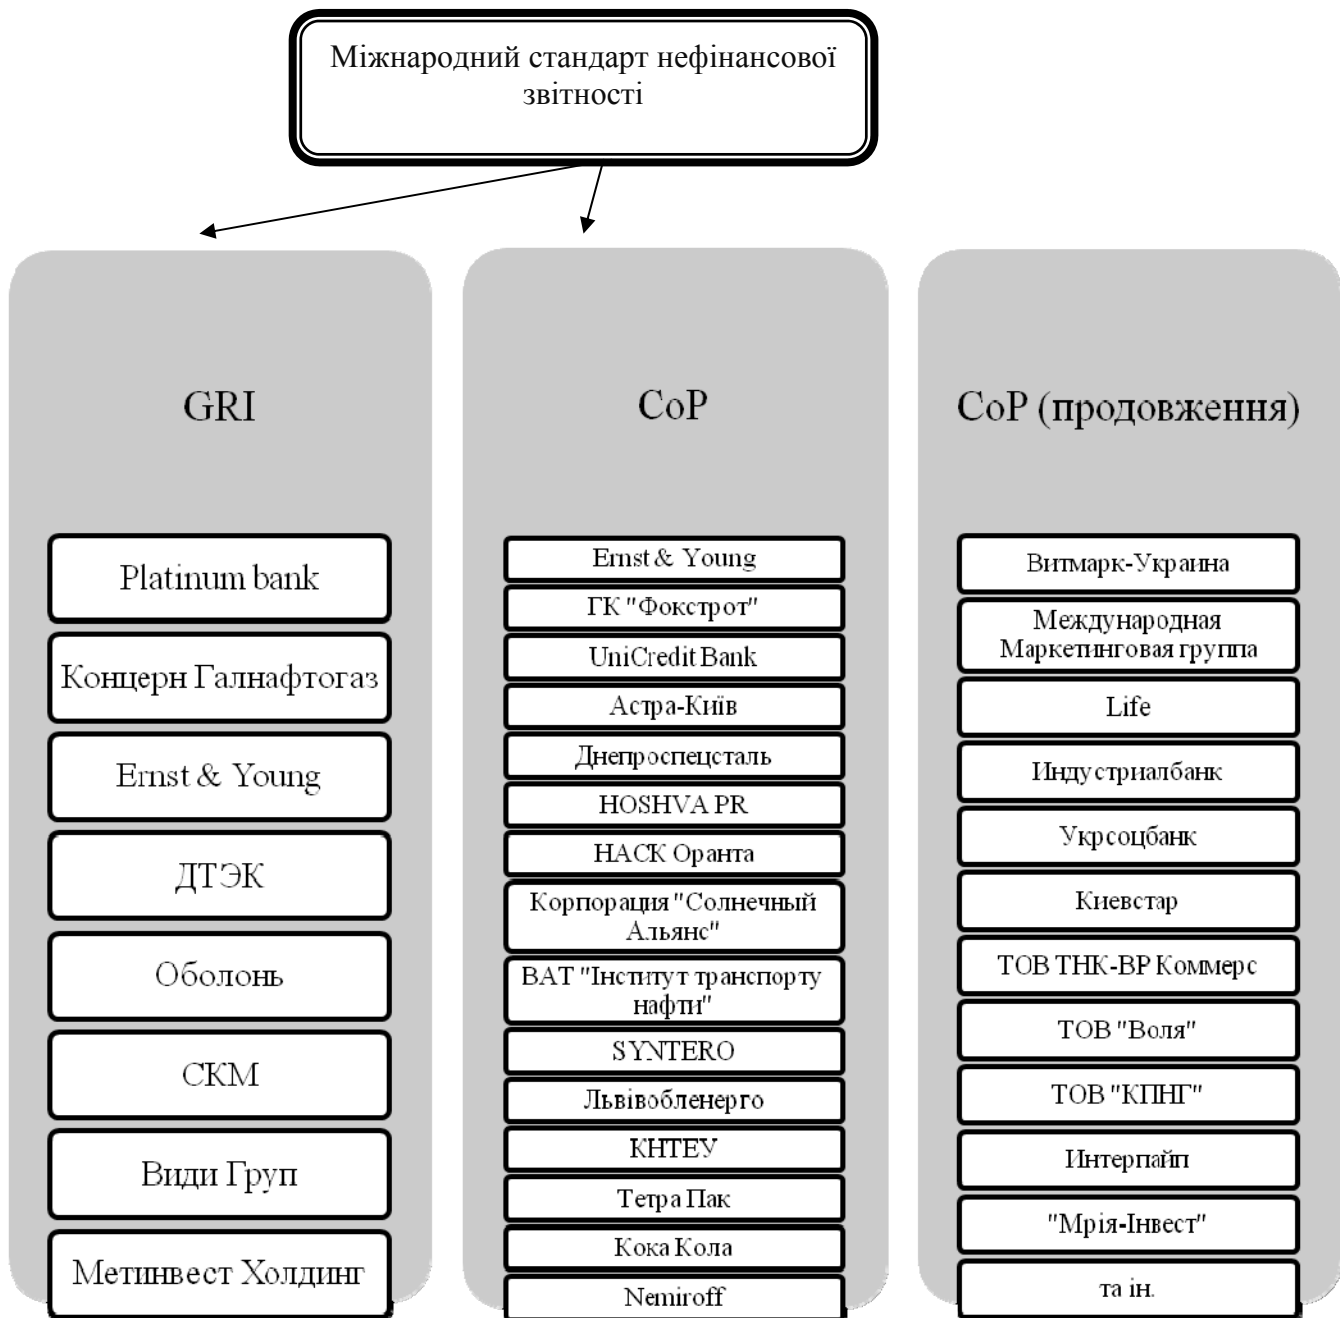 Міжнародний стандарт нефінансової
звітності
GRI
Platinum bank
Концерн Галнафтогаз
Ernst & Young
ДТЭК
Оболонь
СКМ
Види Груп
Метинвест Холдинг
CoP
Ernst & Young
ГК "Фокстрот"
UniCredit Bank
Астра-Київ
Днепроспецсталь
HOSHVA PR
НАСК Оранта
Корпорация "Солнечный
Альянс"
ВАТ "Інститут транспорту
нафти"
SYNTERO
Львівобленерго
КНТЕУ
Тетра Пак
Кока Кола
Nemiroff
CoP (продовження)
Витмарк-Украина
Международная
Маркетинговая группа
Life
Индустриалбанк
Укрсоцбанк
Киевстар
ТОВ ТНК-ВР Коммерс
ТОВ "Воля"
ТОВ "КПНГ"
Интерпайп
"Мрія-Інвест"
та ін.